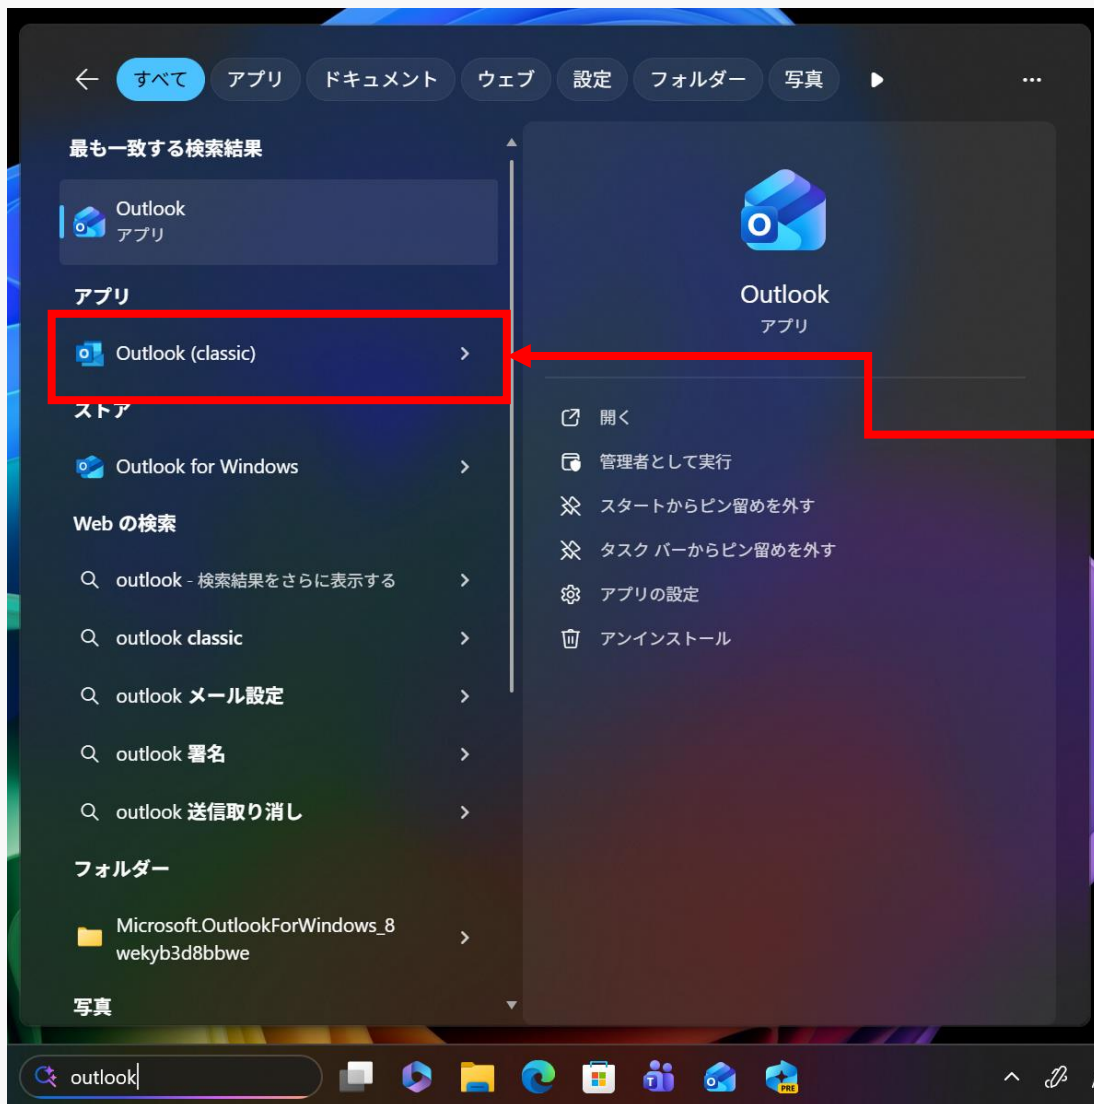 すべて
アプリ
ドキュメント
ウェブ
設定
フォルダー
写真
最も一致する検索結果
Outlook
アプリ
アプリ
Outlook (classic)
ストア
Outlook for Windows
Web の検索
outlook - 検索結果をさらに表示する
outlook classic
outlook メール設定
outlook 署名
outlook 送信取り消し
フォルダー
Microsoft.OutlookForWindows_8
wekyb3d8bbwe
写真
Outlook
アプリ
開く
管理者として実行
スタートからピン留めを外す
タスク バーからピン留めを外す
アプリの設定
アンインストール
outlook
PRE